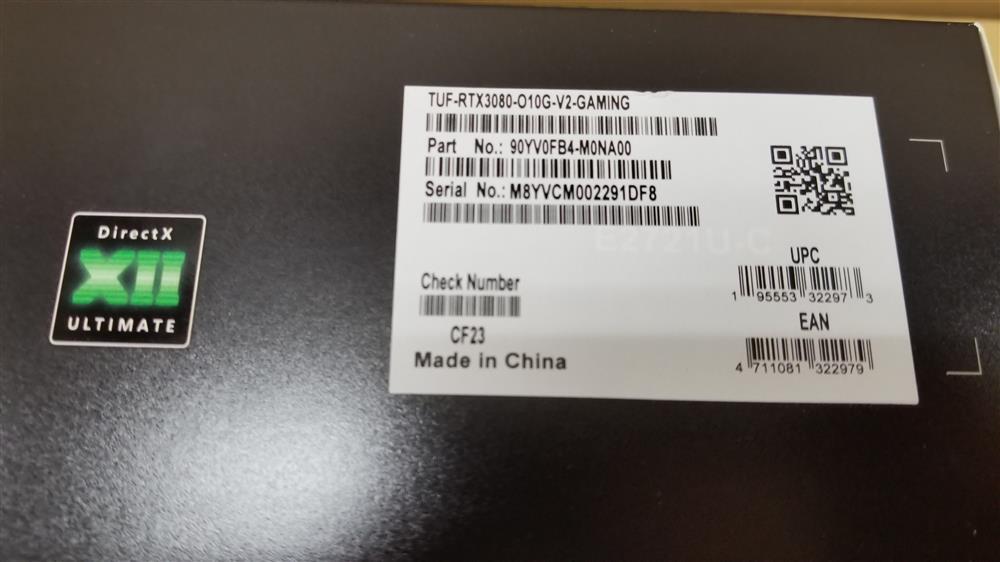 TUF-RTX3080-O10G-V2-GAMING
Part No.: 90YV0FB4-M0NA00
Serial No.: M8YVCM002291DF8
E2721U-C
DirectX
XII
ULTIMATE
Check Number
CF23
Made in China
UPC
1 95553 32297 3
EAN
4 711081 322979